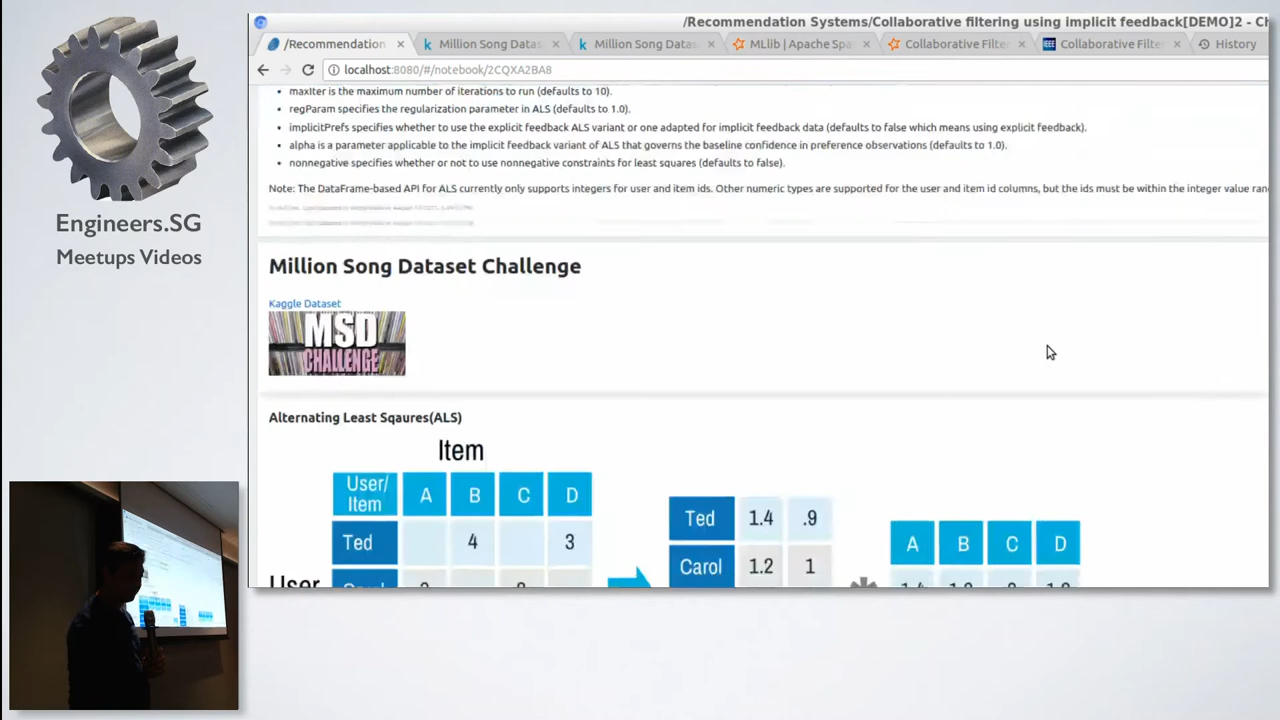 Engineers.SG
Meetups Videos
/Recommendation Systems/Collaborative filtering using implicit feedback[DEMO]2 - Ch
/Recommendation
Million Song Datas
Million Song Datas
MLlib | Apache Spa
Collaborative Filte
Collaborative Filte
History
localhost:8080/#/notebook/2CQXA2BA8
maxIter is the maximum number of iterations to run (defaults to 10).
regParam specifies the regularization parameter in ALS (defaults to 1.0).
implicitPrefs specifies whether to use the explicit feedback ALS variant or one adapted for implicit feedback data (defaults to false which means using explicit feedback).
alpha is a parameter applicable to the implicit feedback variant of ALS that governs the baseline confidence in preference observations (defaults to 1.0).
nonnegative specifies whether or not to use nonnegative constraints for least squares (defaults to false).
Note: The DataFrame-based API for ALS currently only supports integers for user and item ids. Other numeric types are supported for the user and item id columns, but the ids must be within the integer value ran
Million Song Dataset Challenge
Kaggle Dataset
MSD
CHALLENGE
Alternating Least Sqaures(ALS)
Item
User/
Item A B C D
Ted 4 3
User
Ted 1.4 .9
Carol 1.2 1
A B C D